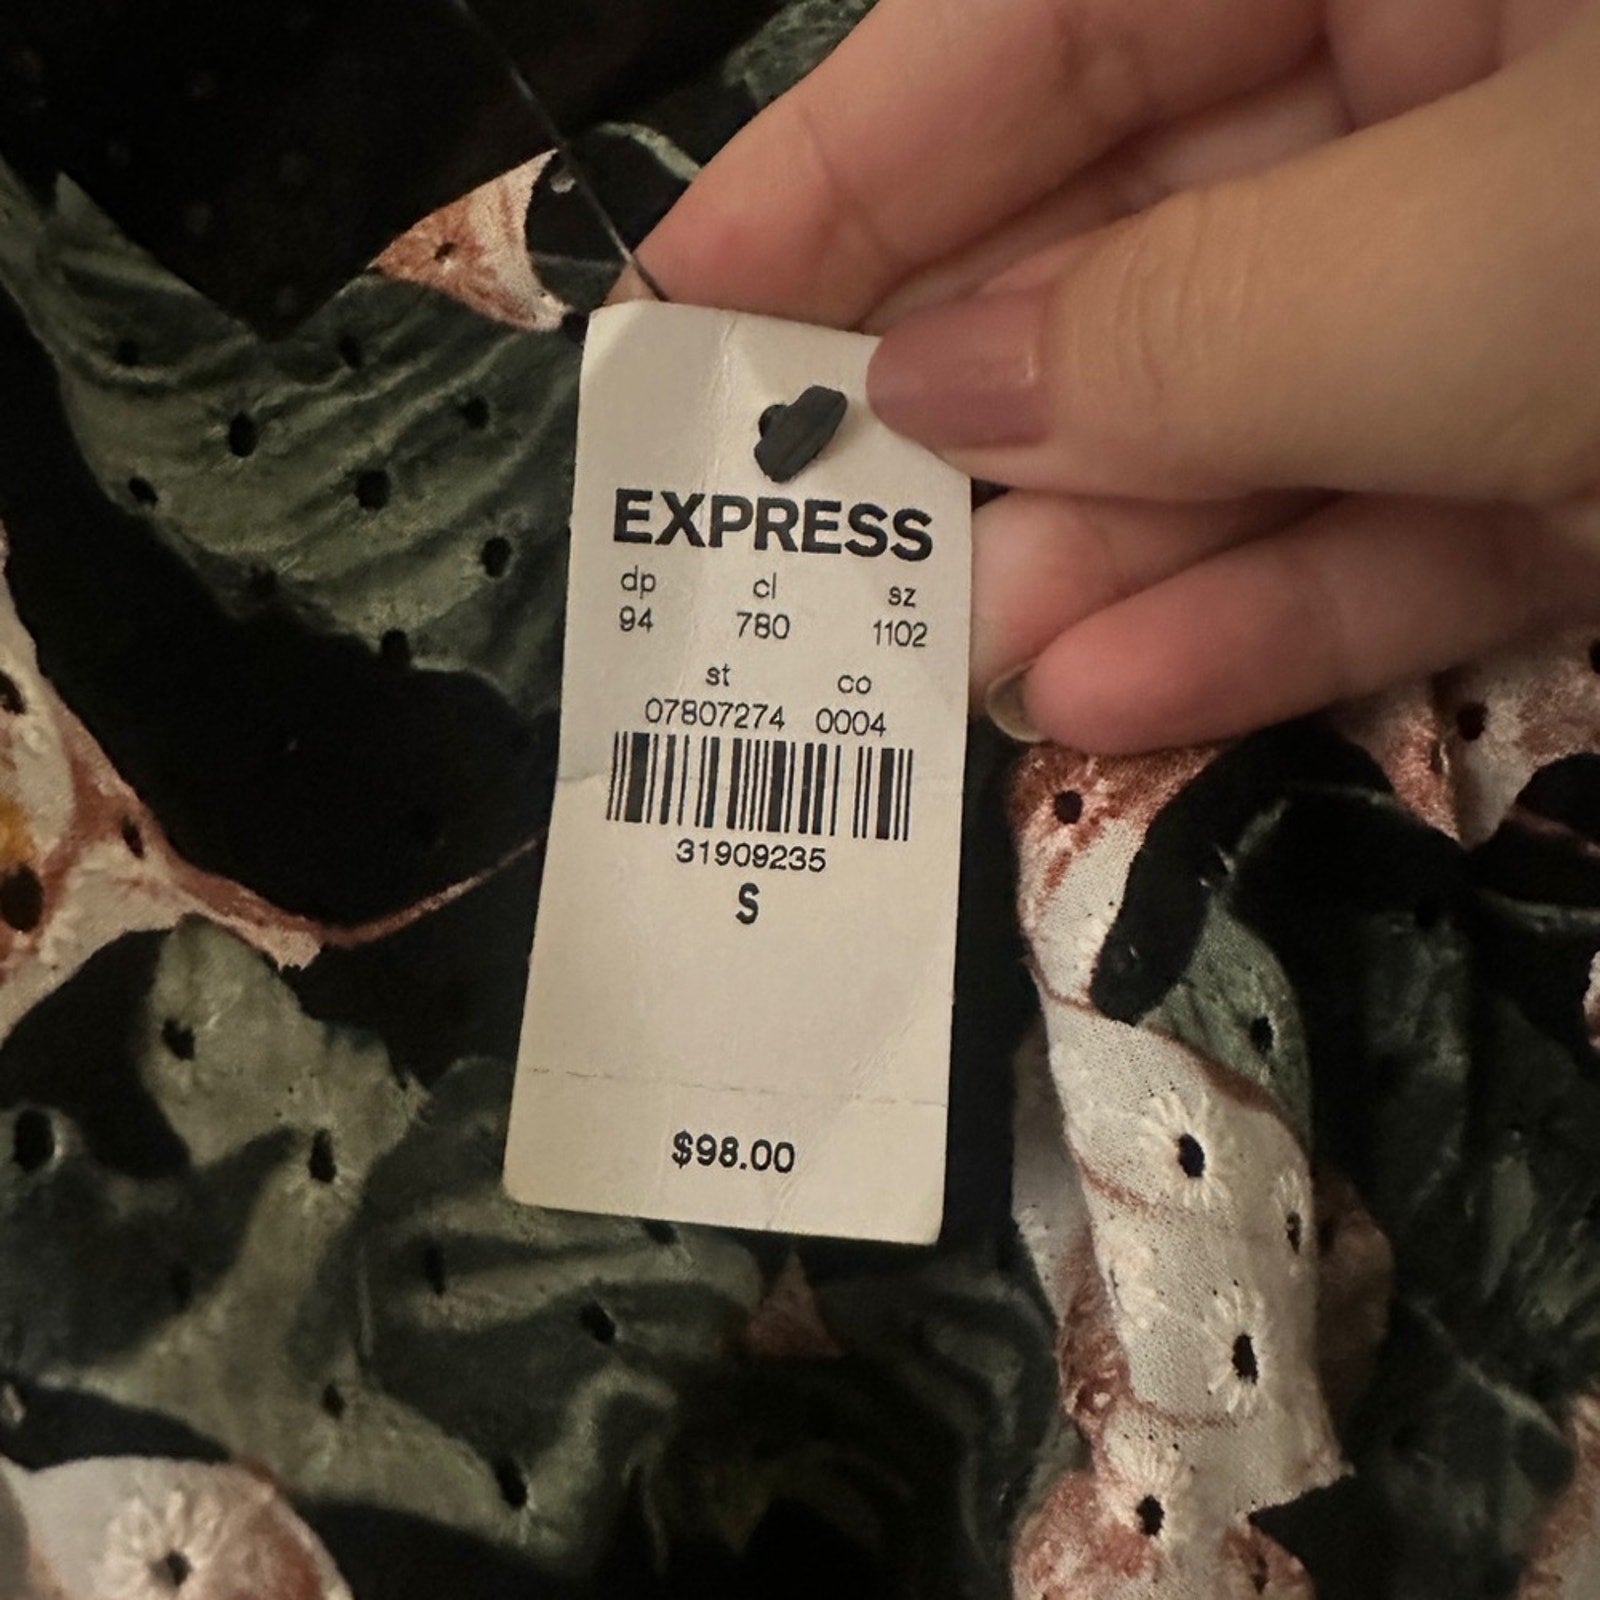 EXPRESS
dp cl sz
94 780 1102
st co
07807274 0004
31909235
S
$98.00